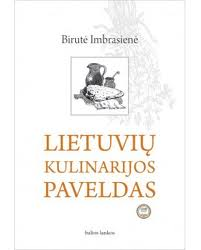 Birutė Imbrasienė
LIETUVIŲ
KULINARIJOS
PAVELDAS
baltos lankos